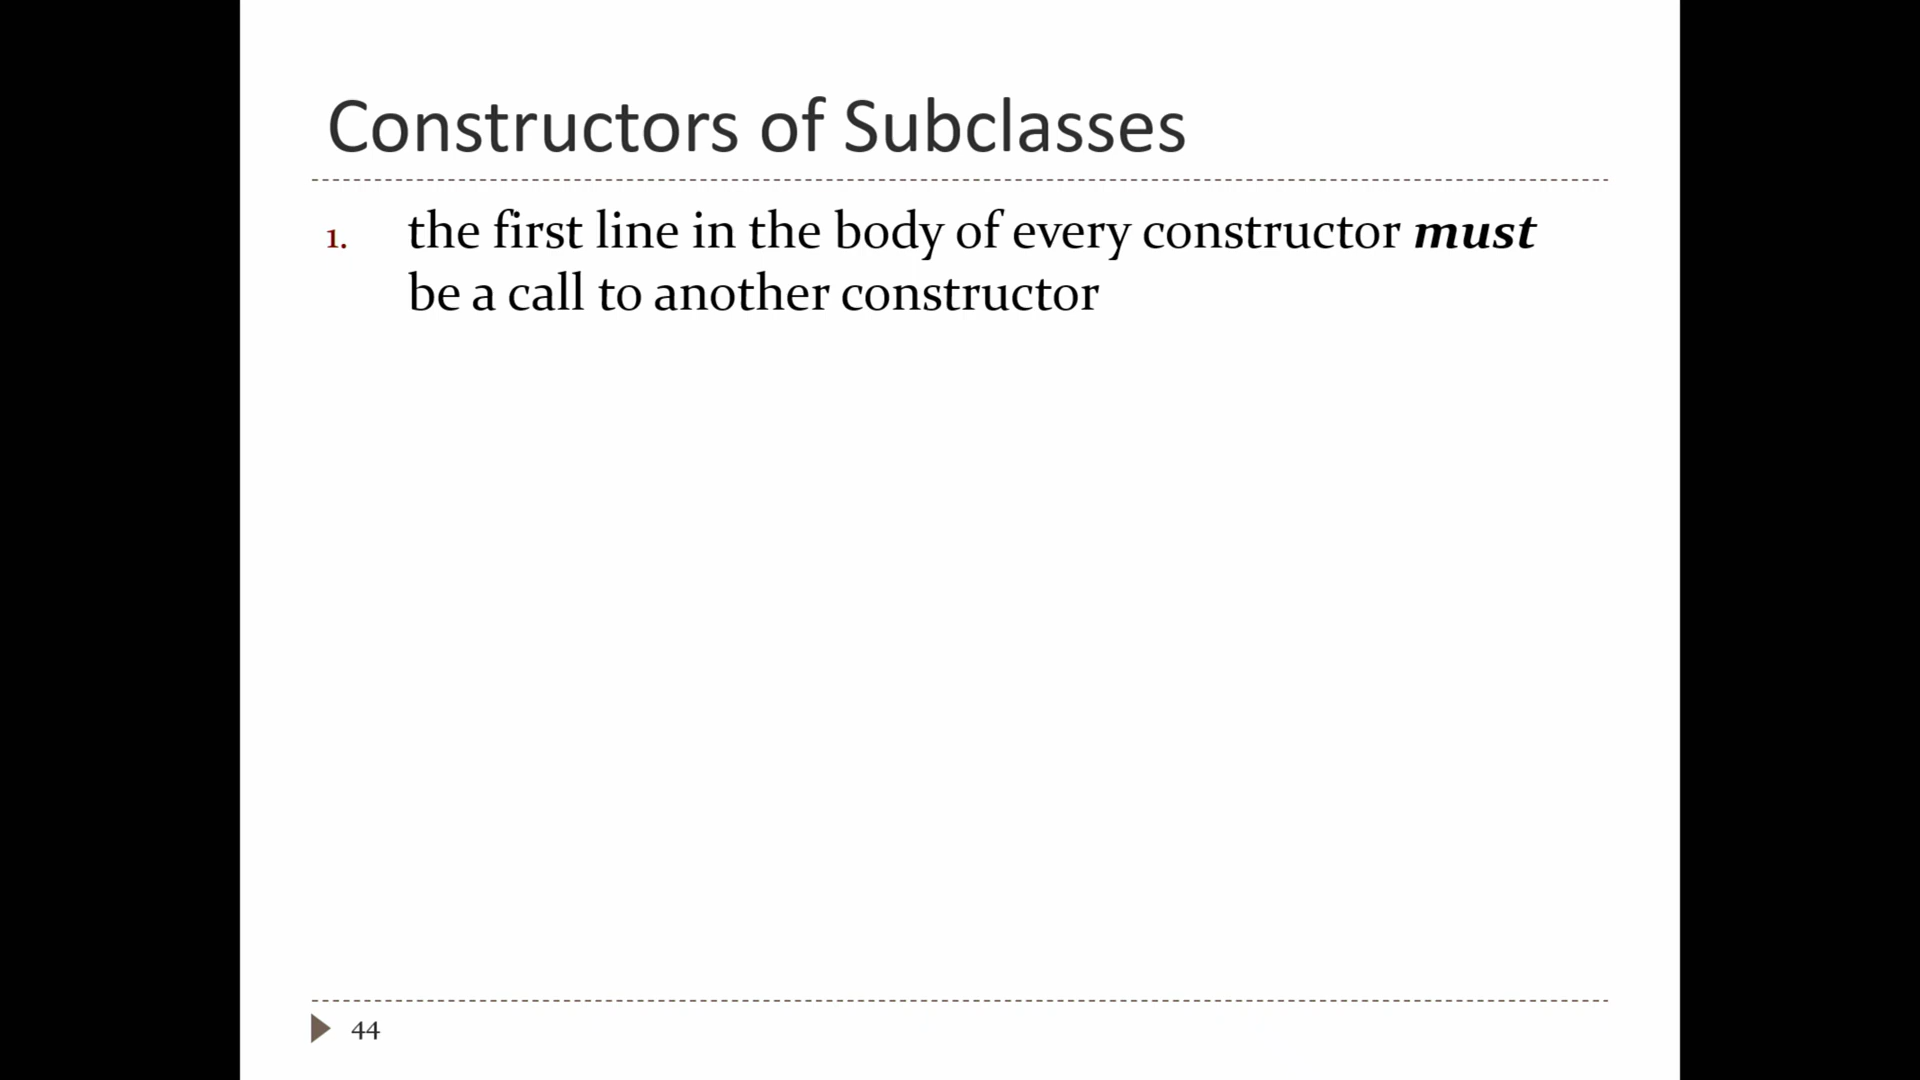 Constructors of Subclasses
1. the first line in the body of every constructor must
be a call to another constructor
44